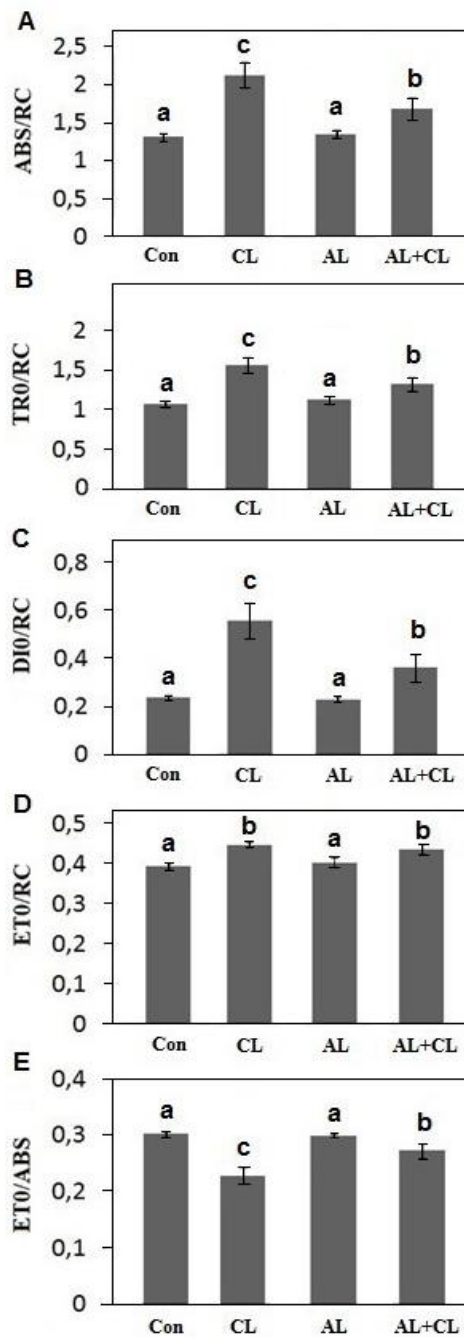 A
ABS/RC
2,5
2
1,5
1
0,5
0
a
c
a
b
Con CL AL AL+CL
B
TR0/RC
2
1,5
1
0,5
0
a
c
a
b
Con CL AL AL+CL
C
DI0/RC
0,8
0,6
0,4
0,2
0
a
c
a
b
Con CL AL AL+CL
D
ET0/RC
0,5
0,4
0,3
0,2
0,1
0
a
b
a
b
Con CL AL AL+CL
E
ET0/ABS
0,4
0,3
0,2
0,1
0
a
c
a
b
Con CL AL AL+CL